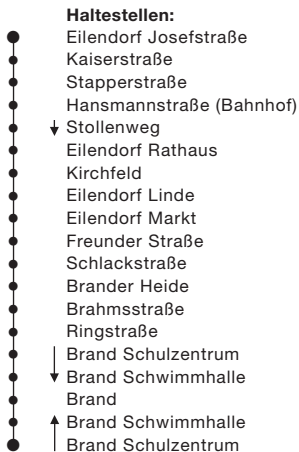 Haltestellen:
Eilendorf Josefstraße
Kaiserstraße
Stapperstraße
Hansmannstraße (Bahnhof)
Stollenweg
Eilendorf Rathaus
Kirchfeld
Eilendorf Linde
Eilendorf Markt
Freunder Straße
Schlackstraße
Brander Heide
Brahmsstraße
Ringstraße
Brand Schulzentrum
Brand Schwimmhalle
Brand
Brand Schwimmhalle
Brand Schulzentrum